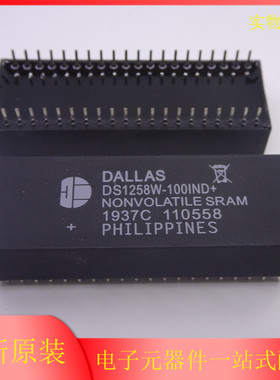 实物
DALLAS
DS1258W-100IND+
NONVOLATILE SRAM
1937C 110558
+ PHILIPPINES
新原装
电子元器件一站式配